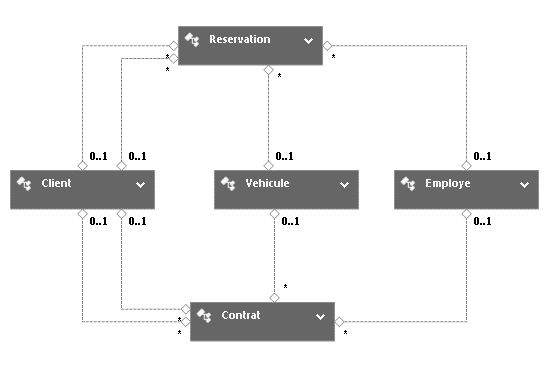 Reservation
* * *
* *
0..1 0..1 0..1 0..1
Client Vehicule Employe
0..1 0..1 0..1 0..1
*
Contrat
*
* *